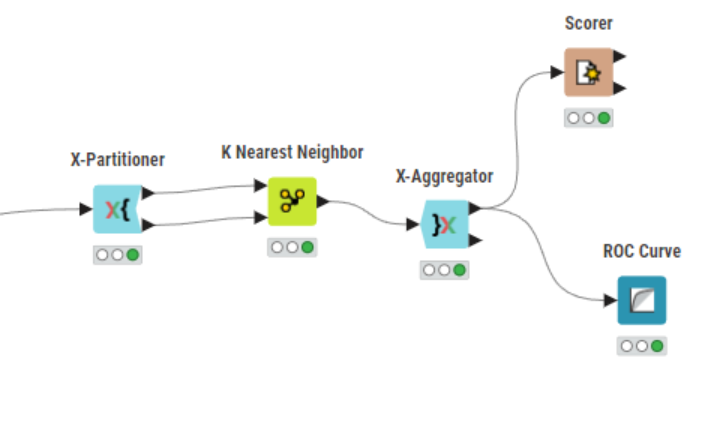 Scorer
X-Partitioner
K Nearest Neighbor
X-Aggregator
ROC Curve